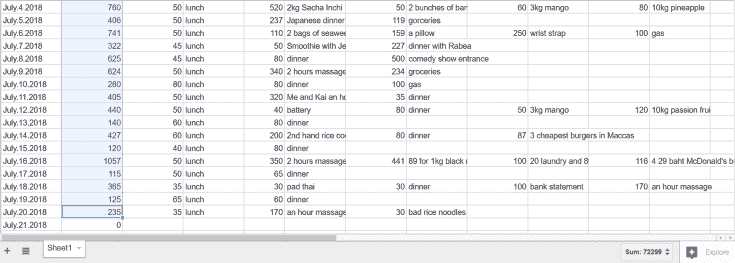 July.4.2018 760 50 lunch 520 2kg Sacha Inchi 50 2 bunches of bar 60 3kg mango 80 10kg pineapple
July.5.2018 406 50 lunch 237 Japanese dinner 119 gorceries
July.6.2018 741 50 lunch 110 2 bags of seawee 159 a pillow 250 wrist strap 100 gas
July.7.2018 322 45 lunch 50 Smoothie with Je 227 dinner with Rabea
July.8.2018 625 45 lunch 80 dinner 500 comedy show entrance
July.9.2018 624 50 lunch 340 2 hours massage 234 groceries
July.10.2018 260 80 lunch 80 dinner 100 gas
July.11.2018 405 50 lunch 320 Me and Kai an ho 35 dinner
July.12.2018 440 50 lunch 40 battery 80 dinner 50 3kg mango 120 10kg passion frui
July.13.2018 140 60 lunch 80 dinner
July.14.2018 427 60 lunch 200 2nd hand rice co 80 dinner 87 3 cheapest burgers in Maccas
July.15.2018 120 40 lunch 80 dinner
July.16.2018 1057 50 lunch 350 2 hours massage 441 89 for 1kg black 100 20 laundry and 8 116 4 29 baht McDonald's b
July.17.2018 115 50 lunch 65 dinner
July.18.2018 365 35 lunch 30 pad thai 30 dinner 100 bank statement 170 an hour massage
July.19.2018 125 65 lunch 60 dinner
July.20.2018 235 35 lunch 170 an hour massage 30 bad rice noodles
July.21.2018 0
Sheet1 Sum: 72299 Explore